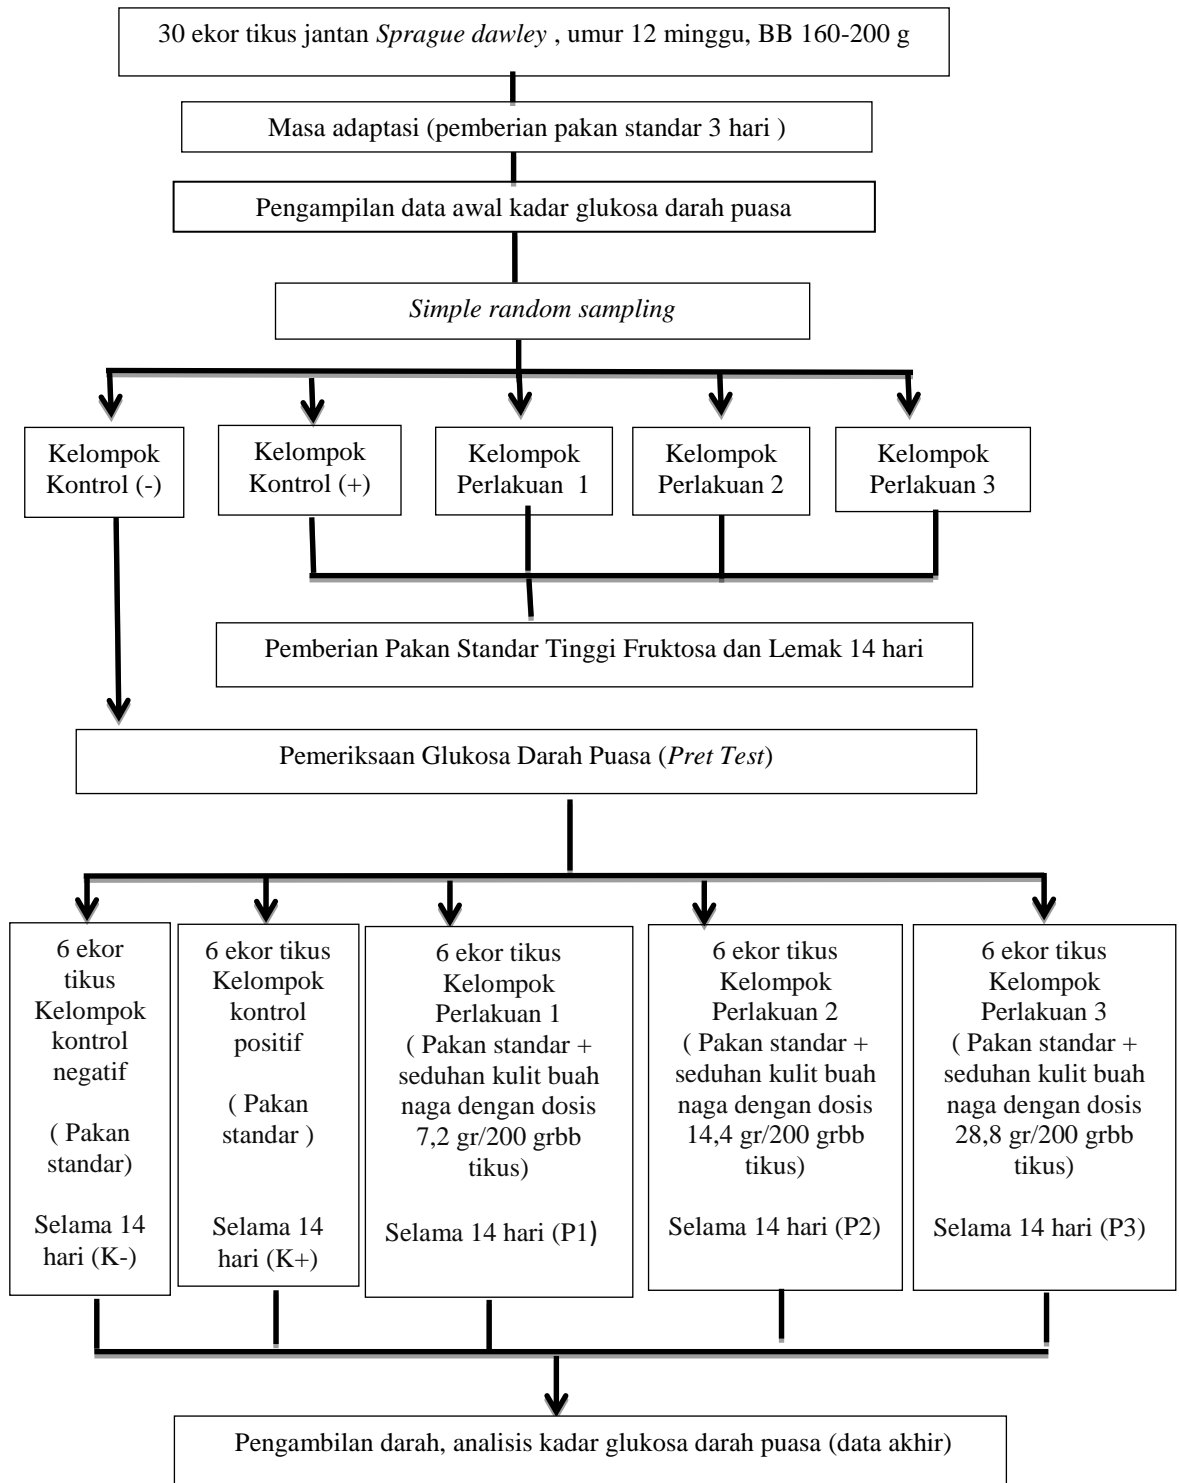 30 ekor tikus jantan Sprague dawley , umur 12 minggu, BB 160-200 g
Masa adaptasi (pemberian pakan standar 3 hari )
Pengampilan data awal kadar glukosa darah puasa
Simple random sampling
Kelompok
Kontrol (-)
Kelompok
Kontrol (+)
Kelompok
Perlakuan 1
Kelompok
Perlakuan 2
Kelompok
Perlakuan 3
Pemberian Pakan Standar Tinggi Fruktosa dan Lemak 14 hari
Pemeriksaan Glukosa Darah Puasa (Pret Test)
6 ekor
tikus
Kelompok
kontrol
negatif
( Pakan
standar)
Selama 14
hari (K-)
6 ekor tikus
Kelompok
kontrol
positif
( Pakan
standar )
Selama 14
hari (K+)
6 ekor tikus
Kelompok
Perlakuan 1
( Pakan standar +
seduhan kulit buah
naga dengan dosis
7,2 gr/200 grbb
tikus)
Selama 14 hari (P1)
6 ekor tikus
Kelompok
Perlakuan 2
( Pakan standar +
seduhan kulit buah
naga dengan dosis
14,4 gr/200 grbb
tikus)
Selama 14 hari (P2)
6 ekor tikus
Kelompok
Perlakuan 3
( Pakan standar +
seduhan kulit buah
naga dengan dosis
28,8 gr/200 grbb
tikus)
Selama 14 hari (P3)
Pengambilan darah, analisis kadar glukosa darah puasa (data akhir)